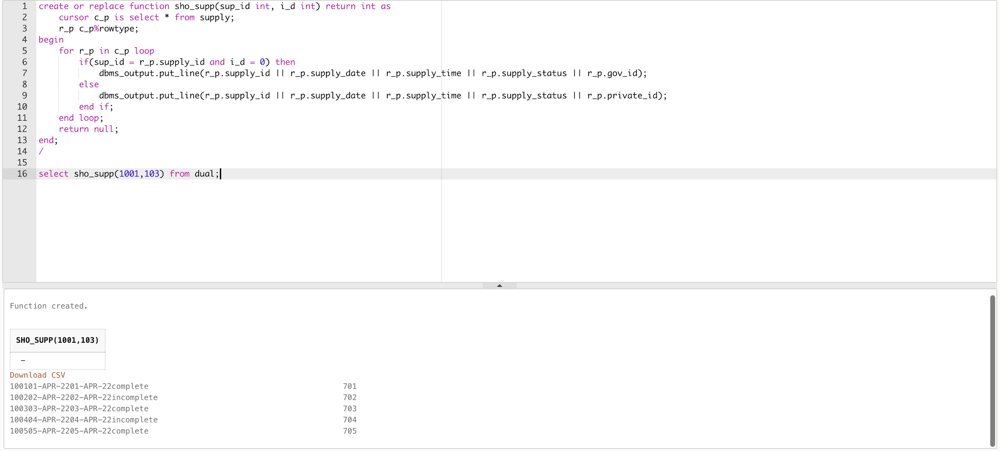 1 create or replace function sho_supp(sup_id int, i_d int) return int as
2     cursor c_p is select * from supply;
3     r_p c_p%rowtype;
4 begin
5     for r_p in c_p loop
6         if(sup_id = r_p.supply_id and i_d = 0) then
7             dbms_output.put_line(r_p.supply_id || r_p.supply_date || r_p.supply_time || r_p.supply_status || r_p.gov_id);
8         else
9             dbms_output.put_line(r_p.supply_id || r_p.supply_date || r_p.supply_time || r_p.supply_status || r_p.private_id);
10         end if;
11     end loop;
12     return null;
13 end;
14 /
15
16 select sho_supp(1001,103) from dual;
Function created.
SHO_SUPP(1001,103)
-
Download CSV
100101-APR-2201-APR-22complete 701
100202-APR-2202-APR-22incomplete 702
100303-APR-2203-APR-22complete 703
100404-APR-2204-APR-22incomplete 704
100505-APR-2205-APR-22complete 705